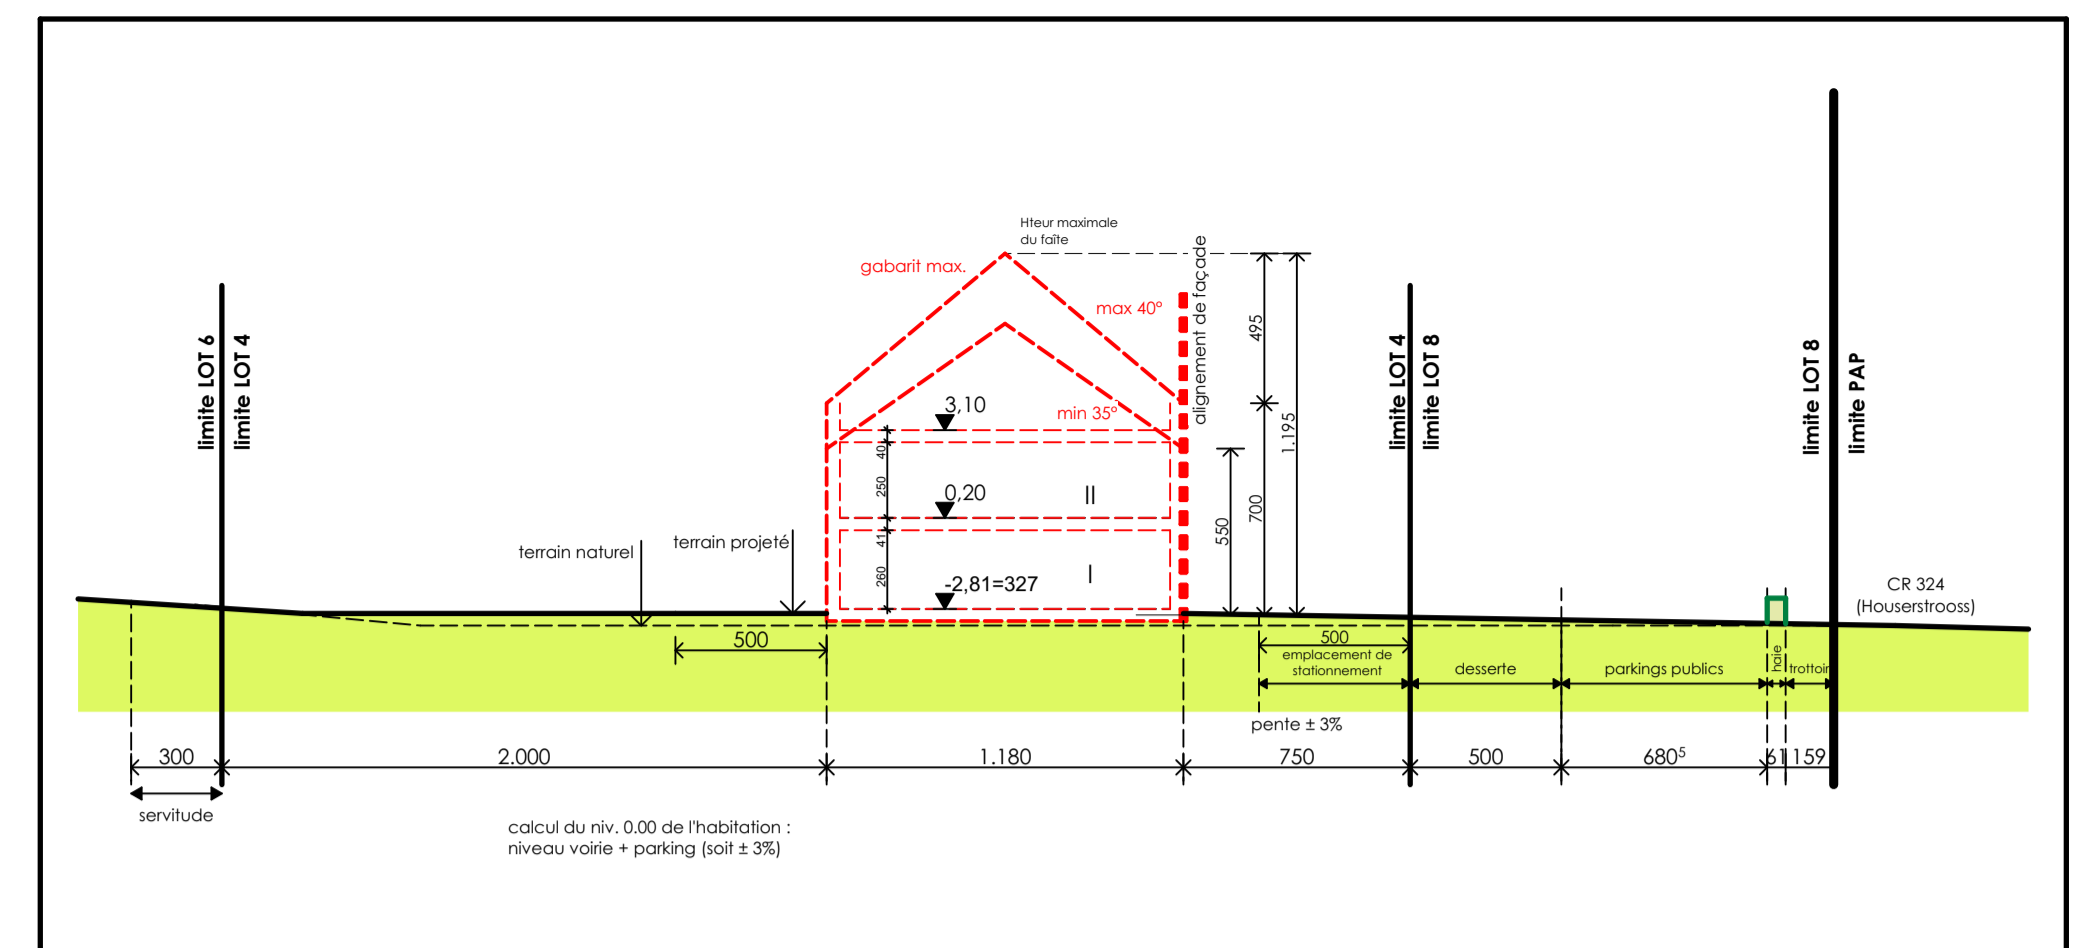 Hteur maximale
du faîte
gabarit max.
max 40°
alignement de façade
495
limite LOT 6
limite LOT 4
limite LOT 4
limite LOT 8
limite LOT 8
limite PAP
3,10
min 35°
1.195
40
250
0,20
II
700
550
41
terrain naturel
terrain projeté
260
-2,81=327
I
CR 324
(Houserstrooss)
500
500
emplacement de
stationnement
desserte
parkings publics
haie
trottoir
pente ± 3%
300
2.000
1.180
750
500
680⁵
61
159
servitude
calcul du niv. 0.00 de l'habitation :
niveau voirie + parking (soit ± 3%)